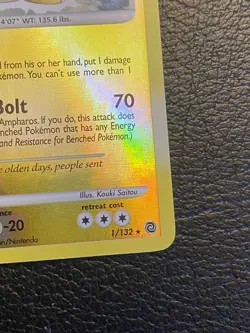 4'07" WT: 135.6 lbs.
from his or her hand, put 1 damage
okémon. You can't use more than 1
Bolt 70
Ampharos. If you do, this attack does
enched Pokémon that has any Energy
and Resistance for Benched Pokémon.)
e olden days, people sent
Illus. Kouki Saitou
nce retreat cost
-20
1/132 ★
n/Nintendo